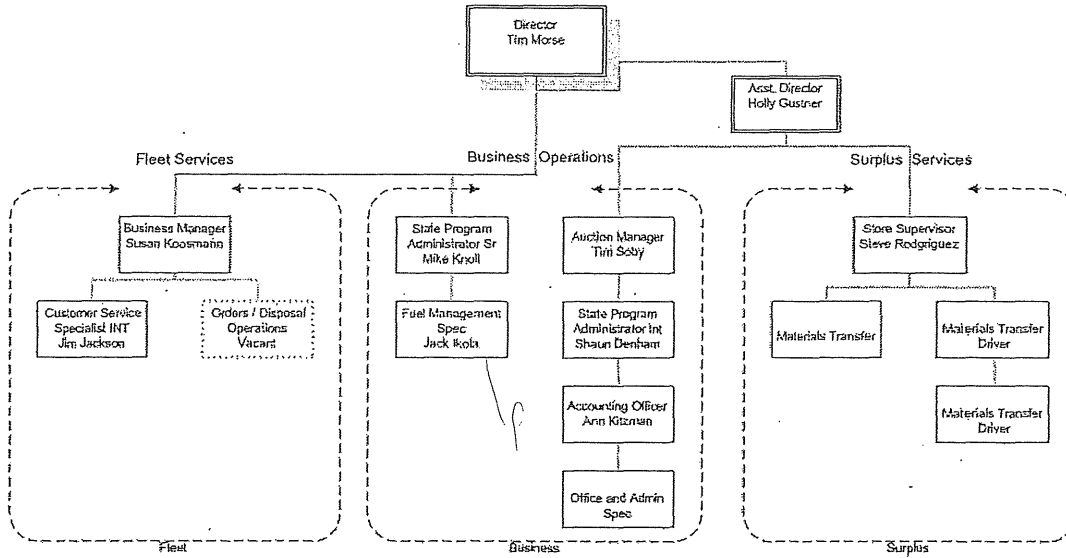 Director
Tim Morse
Asst. Director
Holly Gustner
Fleet Services
Business Operations
Surplus Services
Business Manager
Susan Koosmann
State Program
Administrator Sr
Mike Knoll
Auction Manager
Tim Soby
Store Supervisor
Steve Rodgriguez
Customer Service
Specialist INT
Jim Jackson
Orders / Disposal
Operations
Vacant
Fuel Management
Spec
Jack Ikola
State Program
Administrator Int
Shaun Denham
Materials Transfer
Materials Transfer
Driver
Accounting Officer
Ann Kitzman
Materials Transfer
Driver
Office and Admin
Spec
Fleet
Business
Surplus